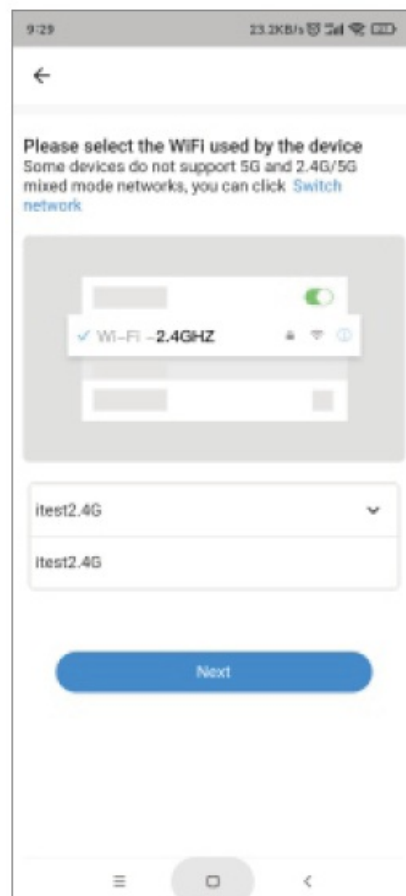 9:29 23.2KB/s
Please select the WiFi used by the device
Some devices do not support 5G and 2.4G/5G
mixed mode networks, you can click Switch
network
Wi-Fi -2.4GHZ
itest2.4G
itest2.4G
Next